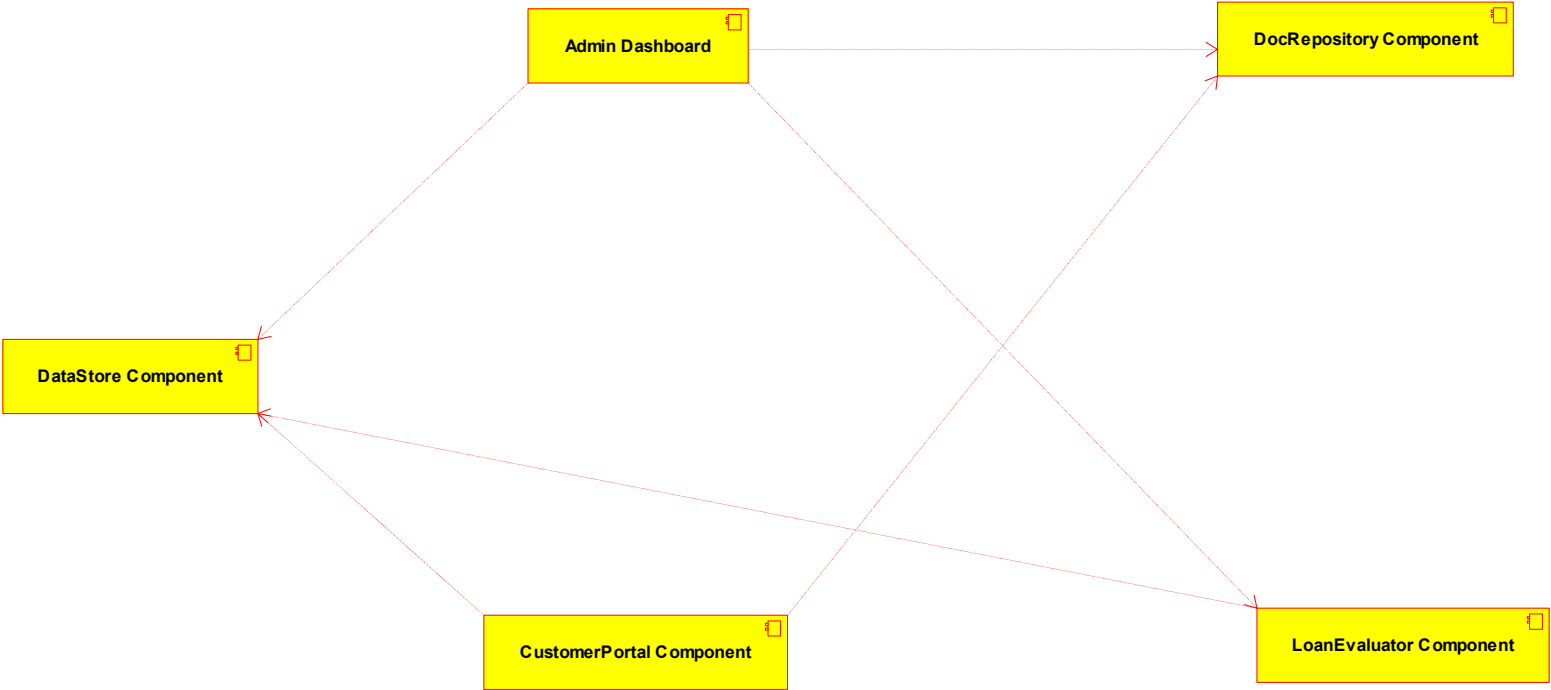 Admin Dashboard
DocRepository Component
DataStore Component
CustomerPortal Component
LoanEvaluator Component